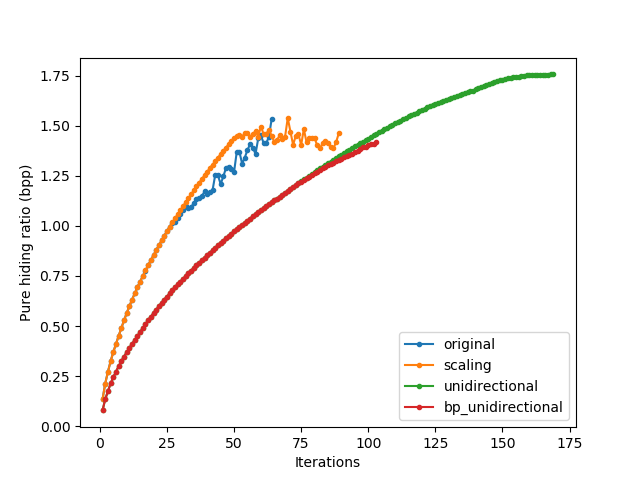 Pure hiding ratio (bpp)
1.75
1.50
1.25
1.00
0.75
0.50
0.25
0.00
0 25 50 75 100 125 150 175
Iterations
original
scaling
unidirectional
bp_unidirectional